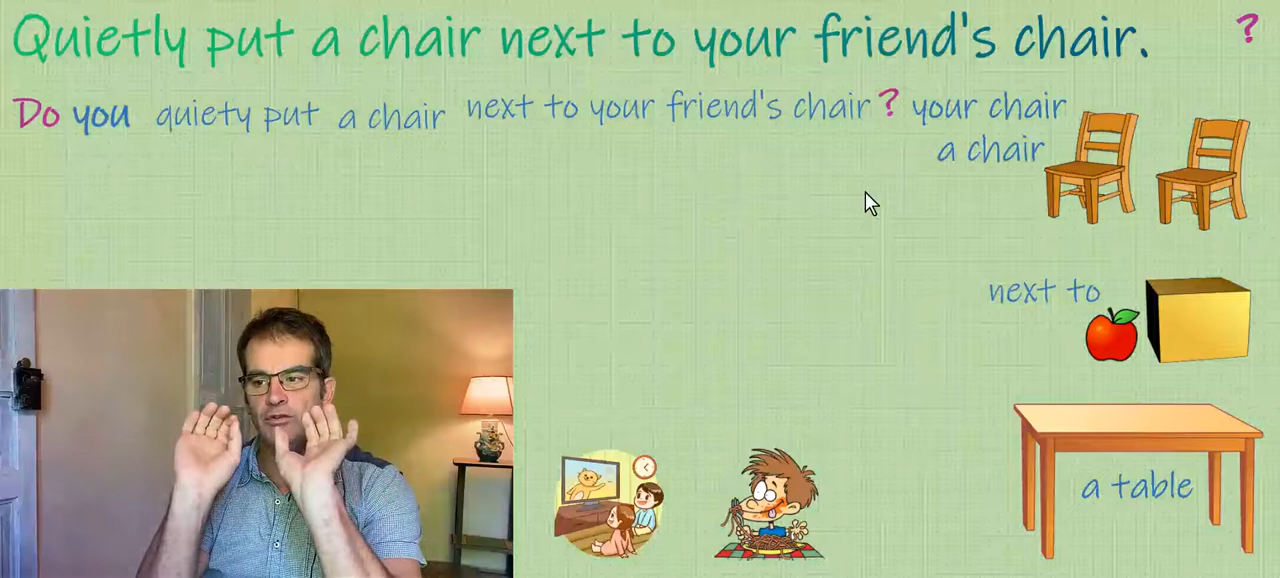 Quietly put a chair next to your friend's chair. ?
Do you quiety put a chair next to your friend's chair ? your chair
a chair
next to
a table